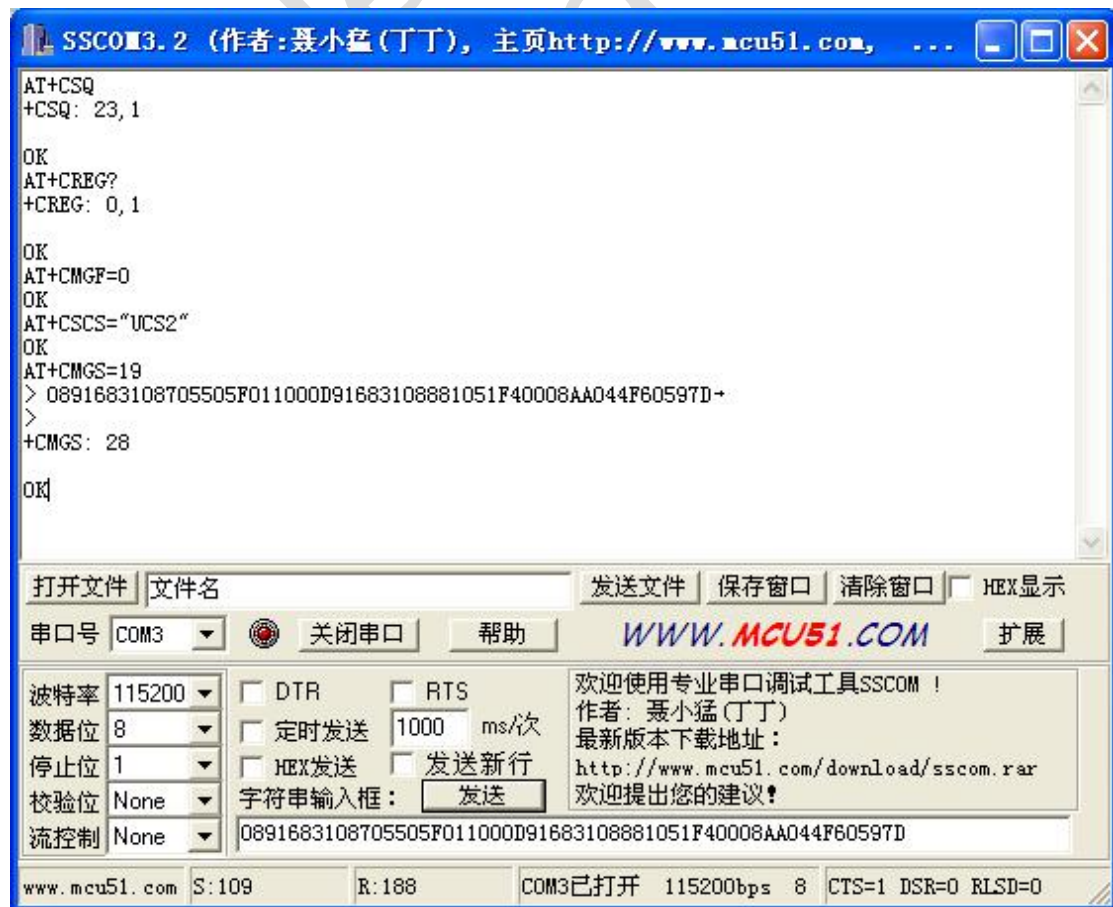 SSCOM3.2 (作者:聂小猛(丁丁), 主页http://www.mcu51.com, ...
AT+CSQ
+CSQ: 23,1
OK
AT+CREG?
+CREG: 0,1
OK
AT+CMGF=0
OK
AT+CSCS="UCS2"
OK
AT+CMGS=19
> 0891683108705505F011000D91683108881051F40008AA044F60597D→
>
+CMGS: 28
OK
打开文件 文件名 发送文件 保存窗口 清除窗口 HEX显示
串口号 COM3 关闭串口 帮助 WWW.MCU51.COM 扩展
波特率 115200 DTR RTS
数据位 8 定时发送 1000 ms/次
停止位 1 HEX发送 发送新行
校验位 None 字符串输入框: 发送
流控制 None 0891683108705505F011000D91683108881051F40008AA044F60597D
欢迎使用专业串口调试工具SSCOM !
作者: 聂小猛(丁丁)
最新版本下载地址:
http://www.mcu51.com/download/sscom.rar
欢迎提出您的建议!
www.mcu51.com S:109 R:188 COM3已打开 115200bps 8 CTS=1 DSR=0 RLSD=0